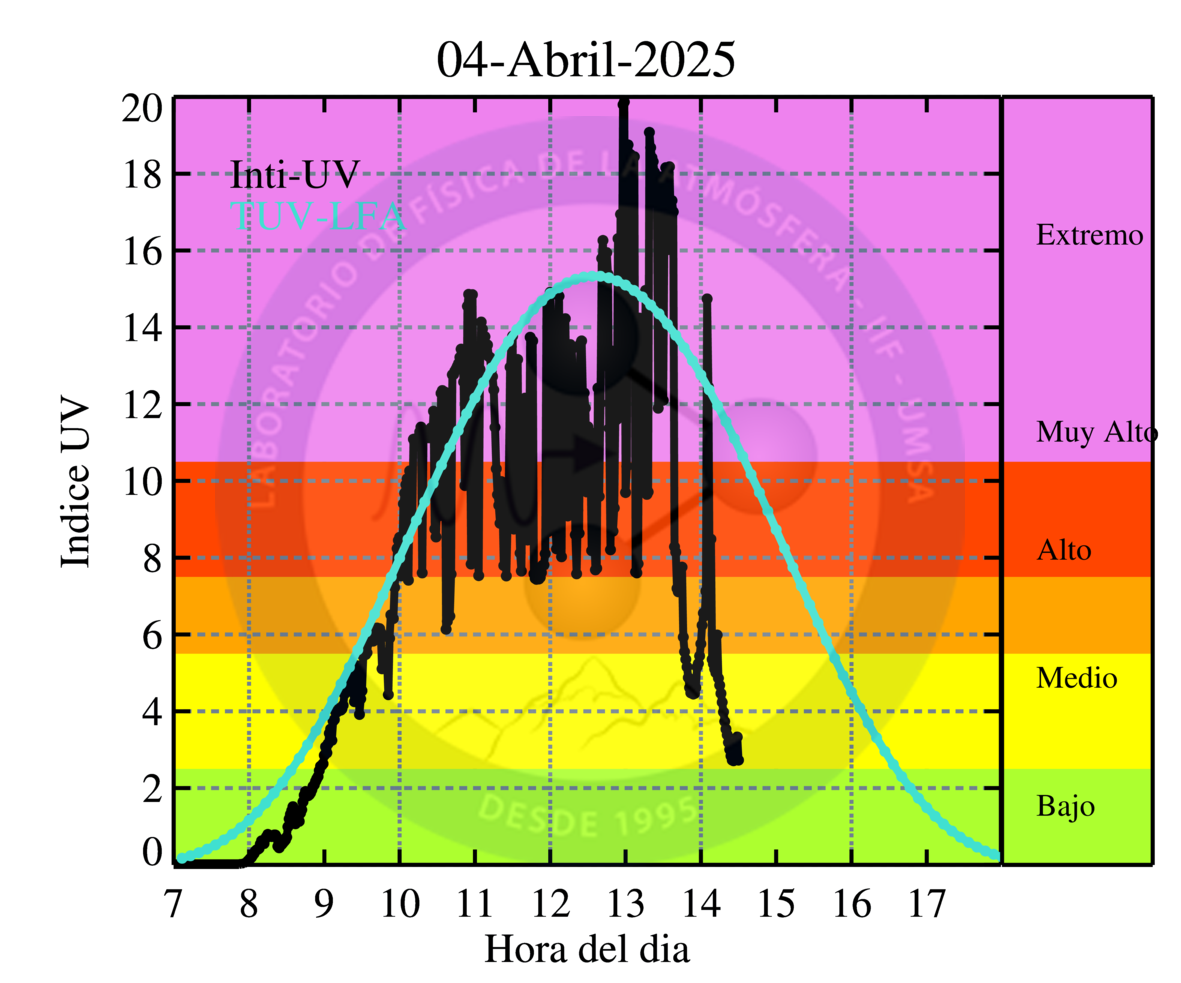 04-Abril-2025
20
18
16
14
12
10
8
6
4
2
0
Indice UV
Inti-UV
TUV-LFA
LABORATORIO DE FÍSICA DE LA ATMÓSFERA - IIF - UMSA
DESDE 1995
Extremo
Muy Alto
Alto
Medio
Bajo
7 8 9 10 11 12 13 14 15 16 17
Hora del dia